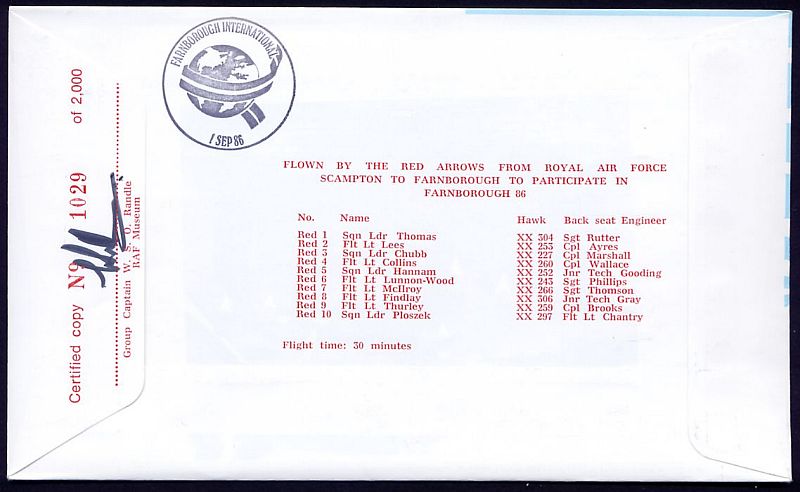 FARNBOROUGH INTERNATIONAL
1 SEP 86
Certified copy Nº 1029 of 2,000
Group Captain W. S. O. Randle
RAF Museum
FLOWN BY THE RED ARROWS FROM ROYAL AIR FORCE
SCAMPTON TO FARNBOROUGH TO PARTICIPATE IN
FARNBOROUGH 86
No. Name Hawk Back seat Engineer
Red 1 Sqn Ldr Thomas XX 304 Sgt Rutter
Red 2 Flt Lt Lees XX 253 Cpl Ayres
Red 3 Sqn Ldr Chubb XX 227 Cpl Marshall
Red 4 Flt Lt Collins XX 260 Cpl Wallace
Red 5 Sqn Ldr Hannam XX 252 Jnr Tech Gooding
Red 6 Flt Lt Lunnon-Wood XX 243 Sgt Phillips
Red 7 Flt Lt McIlroy XX 266 Sgt Thomson
Red 8 Flt Lt Findlay XX 306 Jnr Tech Gray
Red 9 Flt Lt Thurley XX 259 Cpl Brooks
Red 10 Sqn Ldr Ploszek XX 297 Flt Lt Chantry
Flight time: 30 minutes